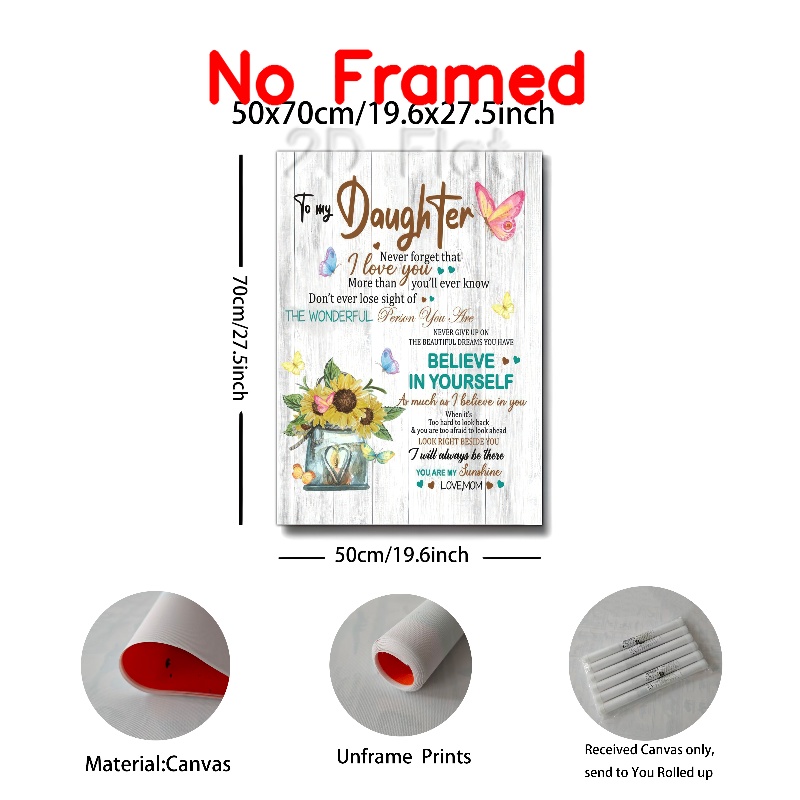 No Framed
50x70cm/19.6x27.5inch
2D Flat
To my Daughter
Never forget that
I love you
More than you'll ever know
Don't ever lose sight of
THE WONDERFUL Person You Are
NEVER GIVE UP ON
THE BEAUTIFUL DREAMS YOU HAVE
BELIEVE
IN YOURSELF
As much as I believe in you
When it's
Too hard to look back
& you are too afraid to look ahead
LOOK RIGHT BESIDE YOU
I will always be there
YOU ARE MY Sunshine
LOVE,MOM
70cm/27.5inch
50cm/19.6inch
Material:Canvas
Unframe Prints
Received Canvas only,
send to You Rolled up